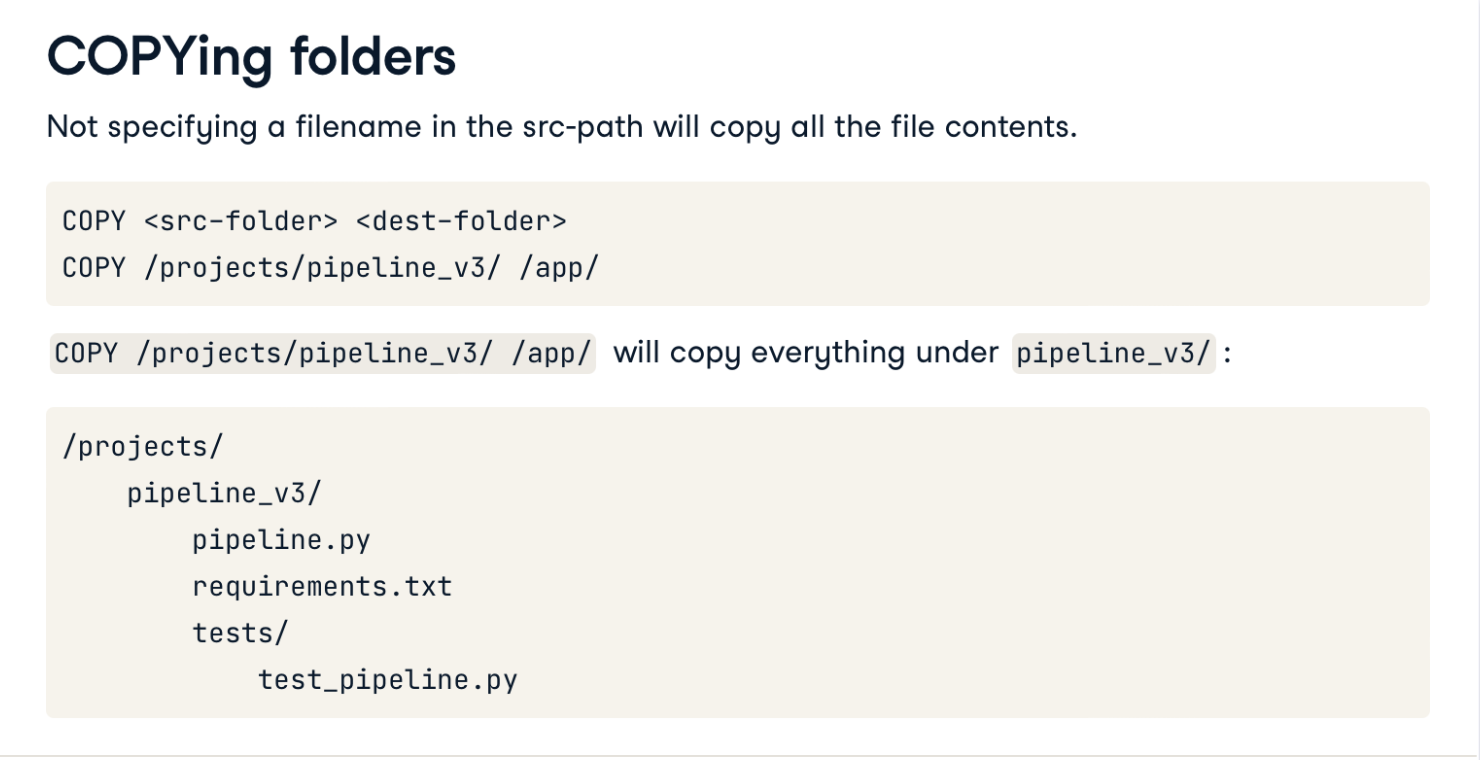 COPYing folders
Not specifying a filename in the src-path will copy all the file contents.
COPY <src-folder> <dest-folder>
COPY /projects/pipeline_v3/ /app/
COPY /projects/pipeline_v3/ /app/ will copy everything under pipeline_v3/ :
/projects/
    pipeline_v3/
        pipeline.py
        requirements.txt
        tests/
            test_pipeline.py